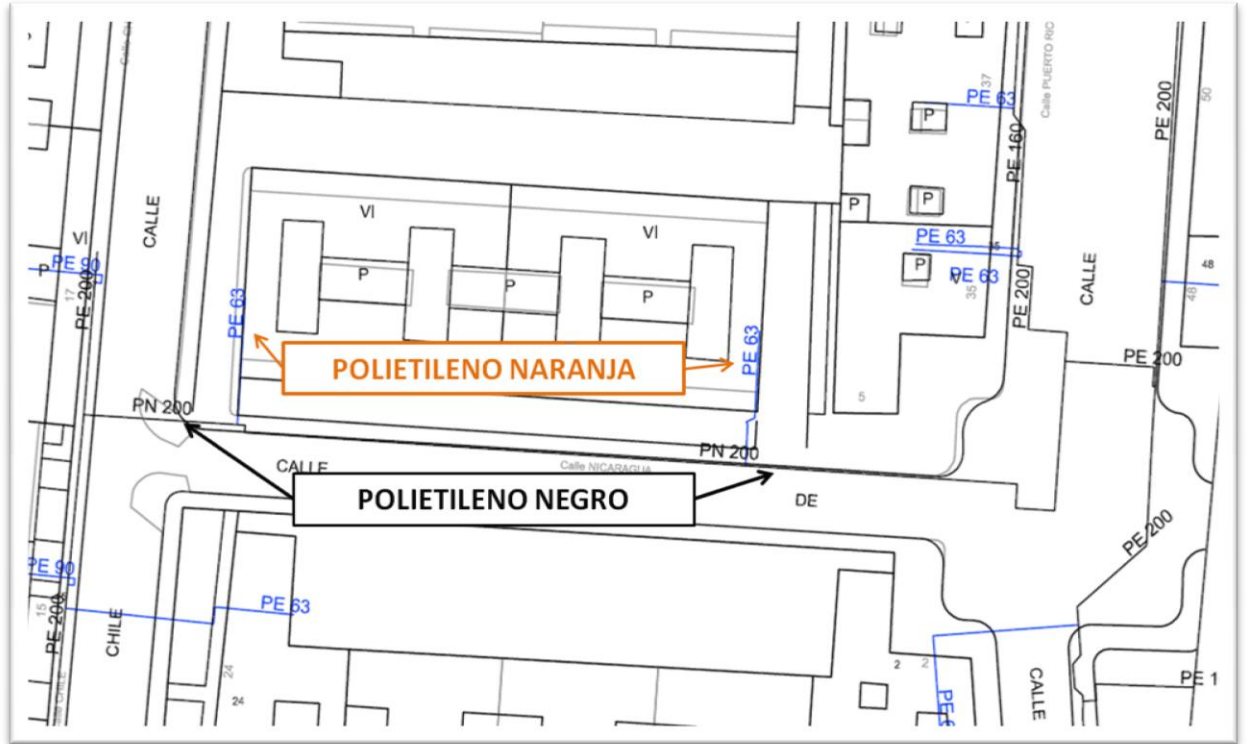 CALLE
37
PE 63
Calle PUERTO RIC
PE 200
50
P
PE 160
VI
VI
P
P
CALLE
VI
PE 90
P
17
PE 200
P
P
P
PE 63
P
PE 63
35
PE 200
CALLE
48
48
PE 63
PE 63
POLIETILENO NARANJA
PE 200
5
PN 200
PN 200
CALLE
Calle NICARAGUA
POLIETILENO NEGRO
DE
PE 200
PE 90
15
PE 200
CHILE
PE 63
24
24
2
2
CALLE
PE 1